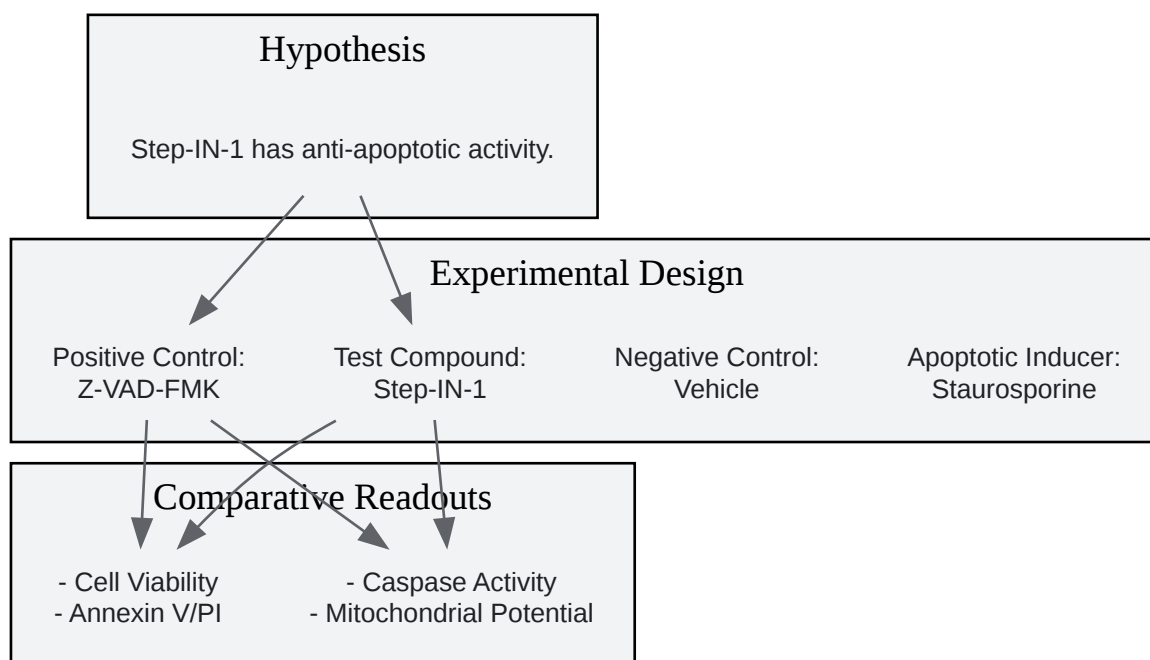 Hypothesis
Step-IN-1 has anti-apoptotic activity.
Experimental Design
Positive Control:
Z-VAD-FMK
Test Compound:
Step-IN-1
Negative Control:
Vehicle
Apoptotic Inducer:
Staurosporine
Comparative Readouts
- Cell Viability
- Annexin V/PI
- Caspase Activity
- Mitochondrial Potential